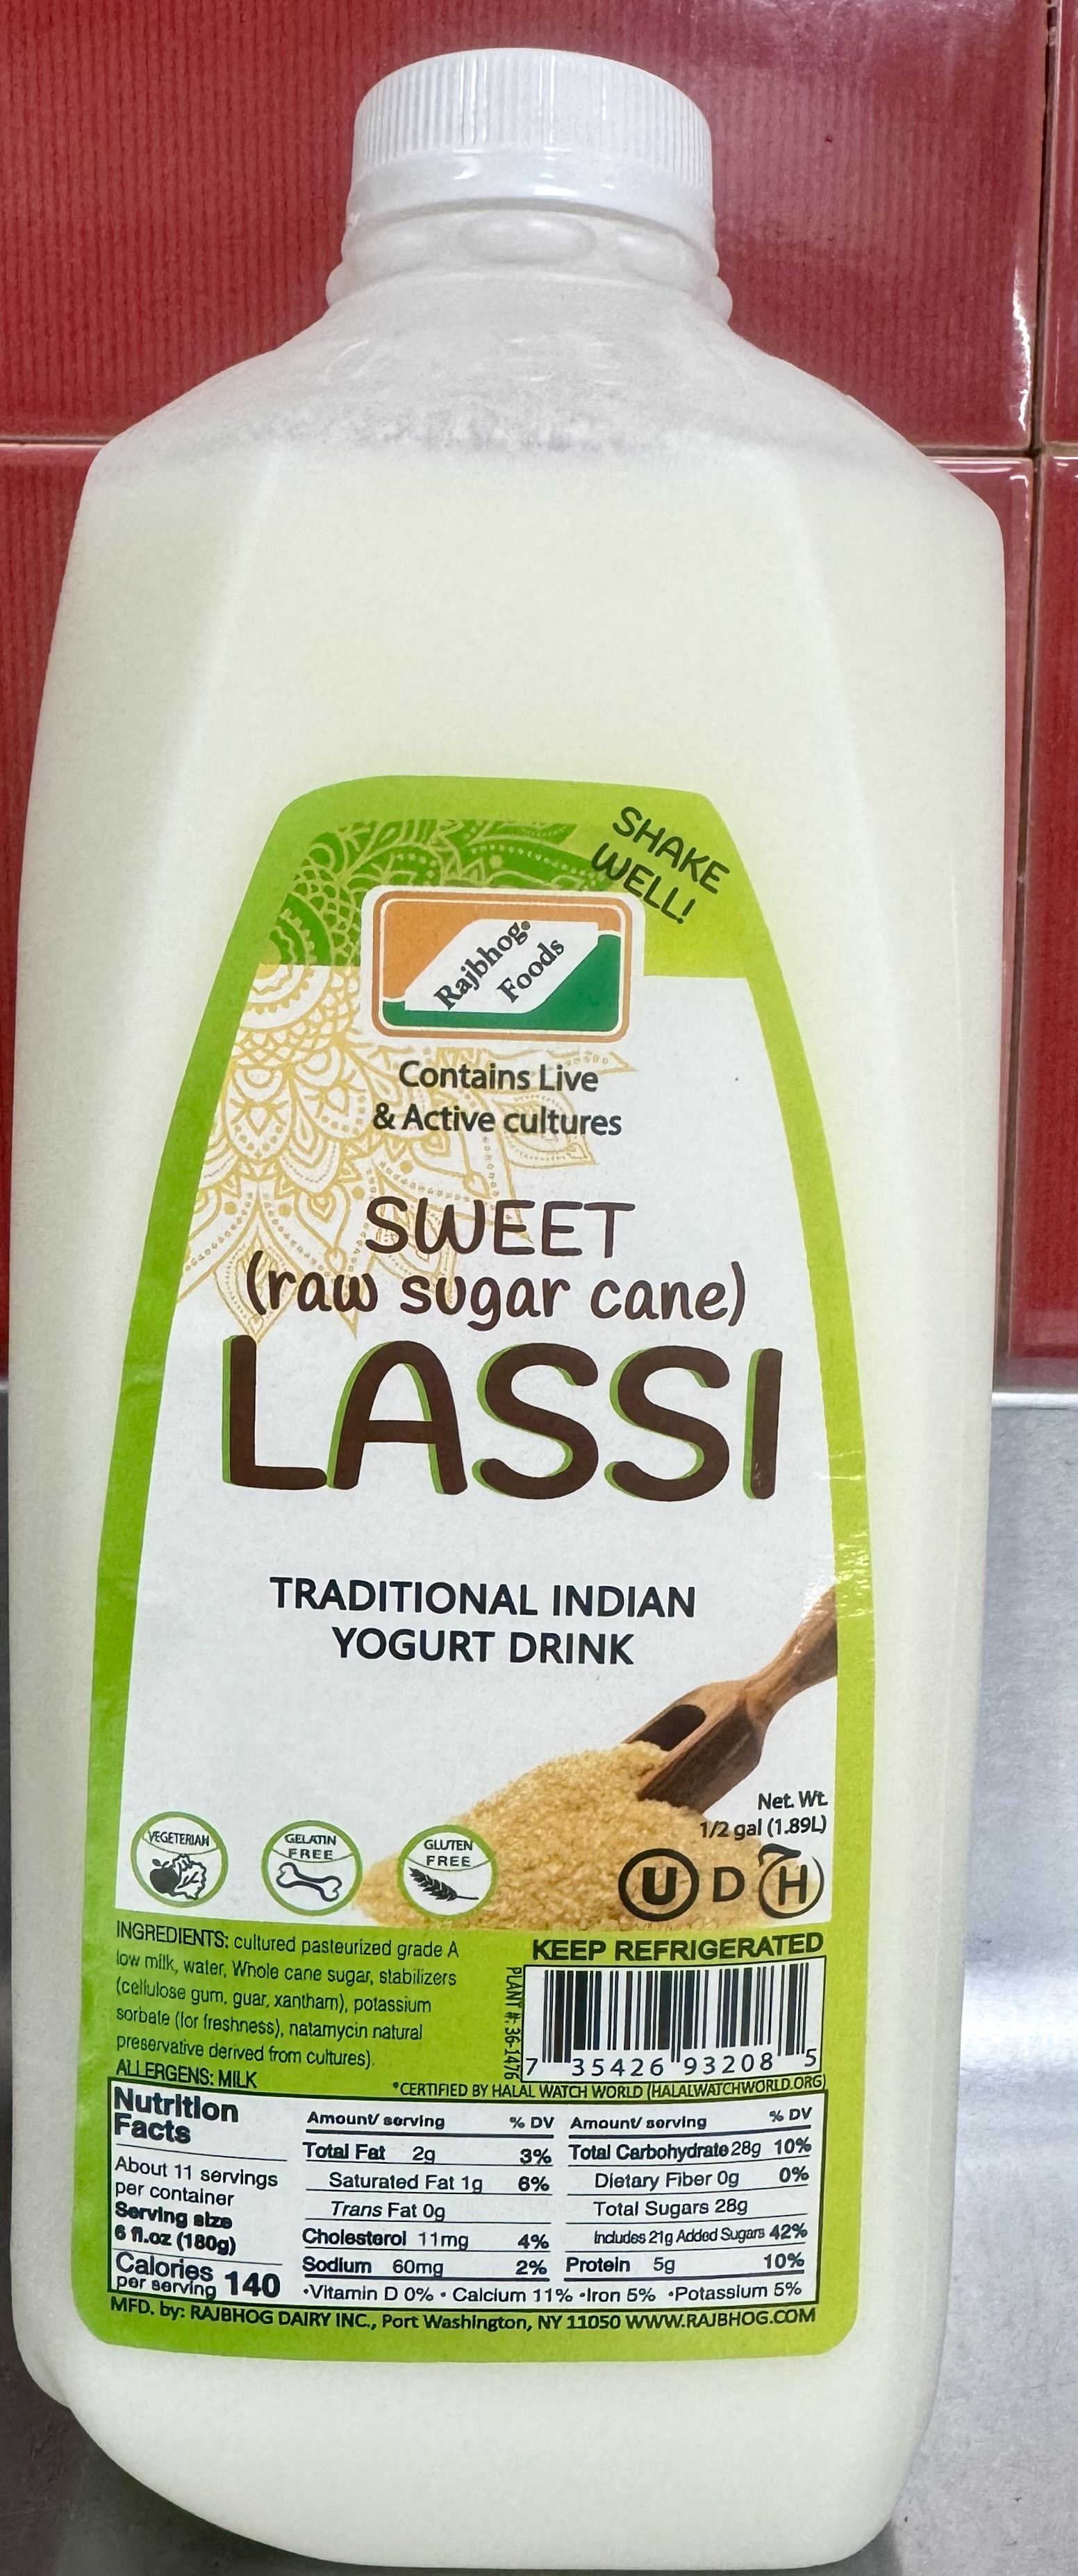 SHAKE
WELL!
Rajbhog®
Foods
Contains Live
& Active cultures
SWEET
(raw sugar cane)
LASSI
TRADITIONAL INDIAN
YOGURT DRINK
Net. Wt.
1/2 gal (1.89L)
VEGETERIAN
GELATIN
FREE
GLUTEN
FREE
U D H
INGREDIENTS: cultured pasteurized grade A
low milk, water, Whole cane sugar, stabilizers
(cellulose gum, guar, xantham), potassium
sorbate (for freshness), natamycin natural
preservative derived from cultures).
ALLERGENS: MILK
KEEP REFRIGERATED
PLANT #: 36-1476
7 35426 93208 5
*CERTIFIED BY HALAL WATCH WORLD (HALALWATCHWORLD.ORG)
Nutrition
Facts
About 11 servings
per container
Serving size
6 fl.oz (180g)
Calories
per serving 140
Amount/ serving % DV
Total Fat 2g 3%
Saturated Fat 1g 6%
Trans Fat 0g
Cholesterol 11mg 4%
Sodium 60mg 2%
Amount/ serving % DV
Total Carbohydrate 28g 10%
Dietary Fiber 0g 0%
Total Sugars 28g
Includes 21g Added Sugars 42%
Protein 5g 10%
•Vitamin D 0% • Calcium 11% •Iron 5% •Potassium 5%
MFD. by: RAJBHOG DAIRY INC., Port Washington, NY 11050 WWW.RAJBHOG.COM